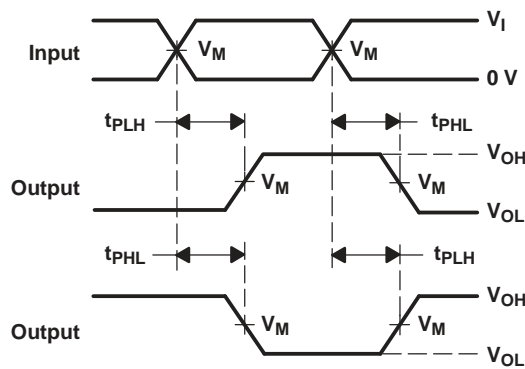 V_I
Input V_M V_M
0 V
t_PLH t_PHL
V_OH
Output V_M V_M
V_OL
t_PHL t_PLH
V_OH
Output V_M V_M
V_OL